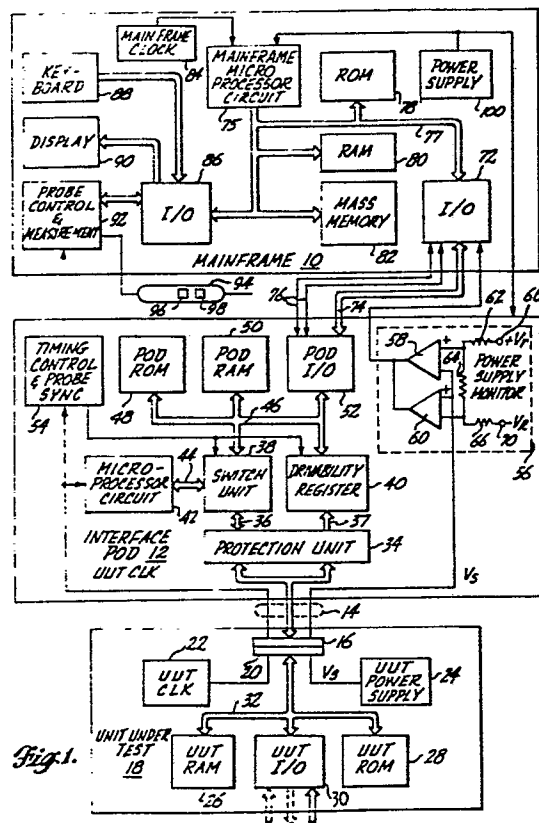 KEY-
BOARD
88
MAINFRAME
CLOCK
84
MAINFRAME
MICRO
PROCESSOR
CIRCUIT
75
ROM
78
POWER
SUPPLY
100
77
DISPLAY
90
86
I/O
RAM
80
72
I/O
PROBE CONTROL
&
MEASUREMENT
92
MASS
MEMORY
82
MAINFRAME 10
94
96
98
76
74
TIMING
CONTROL
& PROBE
SYNC
54
POD
ROM
48
50
POD
RAM
POD
I/O
52
46
58
60
62
64
66
68
+VT
VR
70
POWER
SUPPLY
MONITOR
56
MICRO-
PROCESSOR
CIRCUIT
42
44
38
SWITCH
UNIT
DRIVABILITY
REGISTER
40
36
37
INTERFACE
POD 12
UUT CLK
PROTECTION UNIT
34
VS
14
16
20
22
UUT
CLK
VS
UUT
POWER
SUPPLY
24
32
UNIT UNDER
TEST
18
UUT
RAM
26
UUT
I/O
30
UUT
ROM
28
Fig. 1.